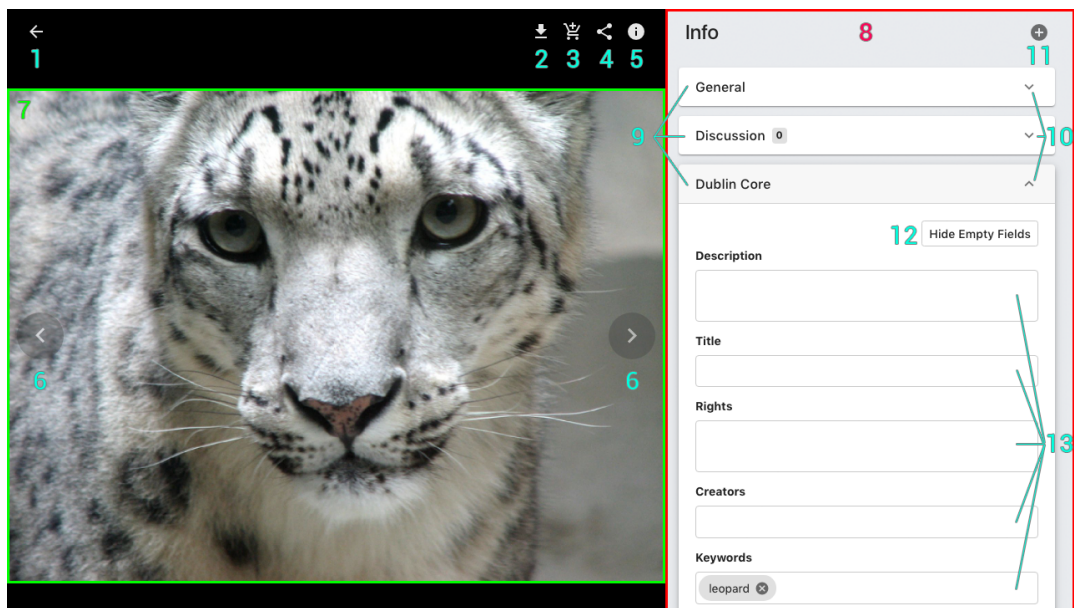 1
2 3 4 5
7
6 6
Info 8
11
General
9 Discussion 0 10
Dublin Core
12 Hide Empty Fields
Description
Title
Rights
13
Creators
Keywords
leopard